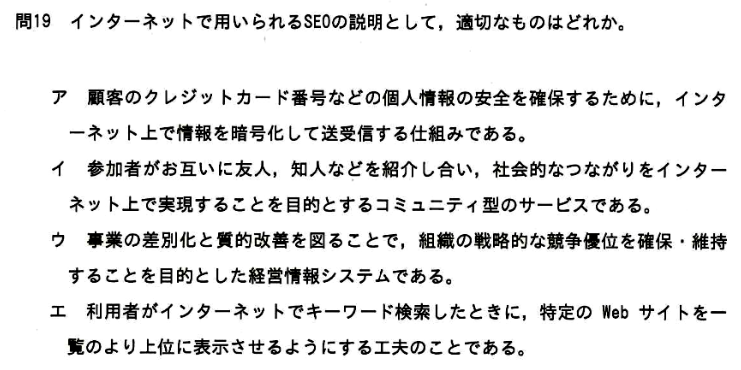 問19 インターネットで用いられるSEOの説明として，適切なものはどれか。
ア 顧客のクレジットカード番号などの個人情報の安全を確保するために，インタ
ーネット上で情報を暗号化して送受信する仕組みである。
イ 参加者がお互いに友人，知人などを紹介し合い，社会的なつながりをインター
ネット上で実現することを目的とするコミュニティ型のサービスである。
ウ 事業の差別化と質的改善を図ることで，組織の戦略的な競争優位を確保・維持
することを目的とした経営情報システムである。
エ 利用者がインターネットでキーワード検索したときに，特定の Web サイトを一
覧のより上位に表示させるようにする工夫のことである。